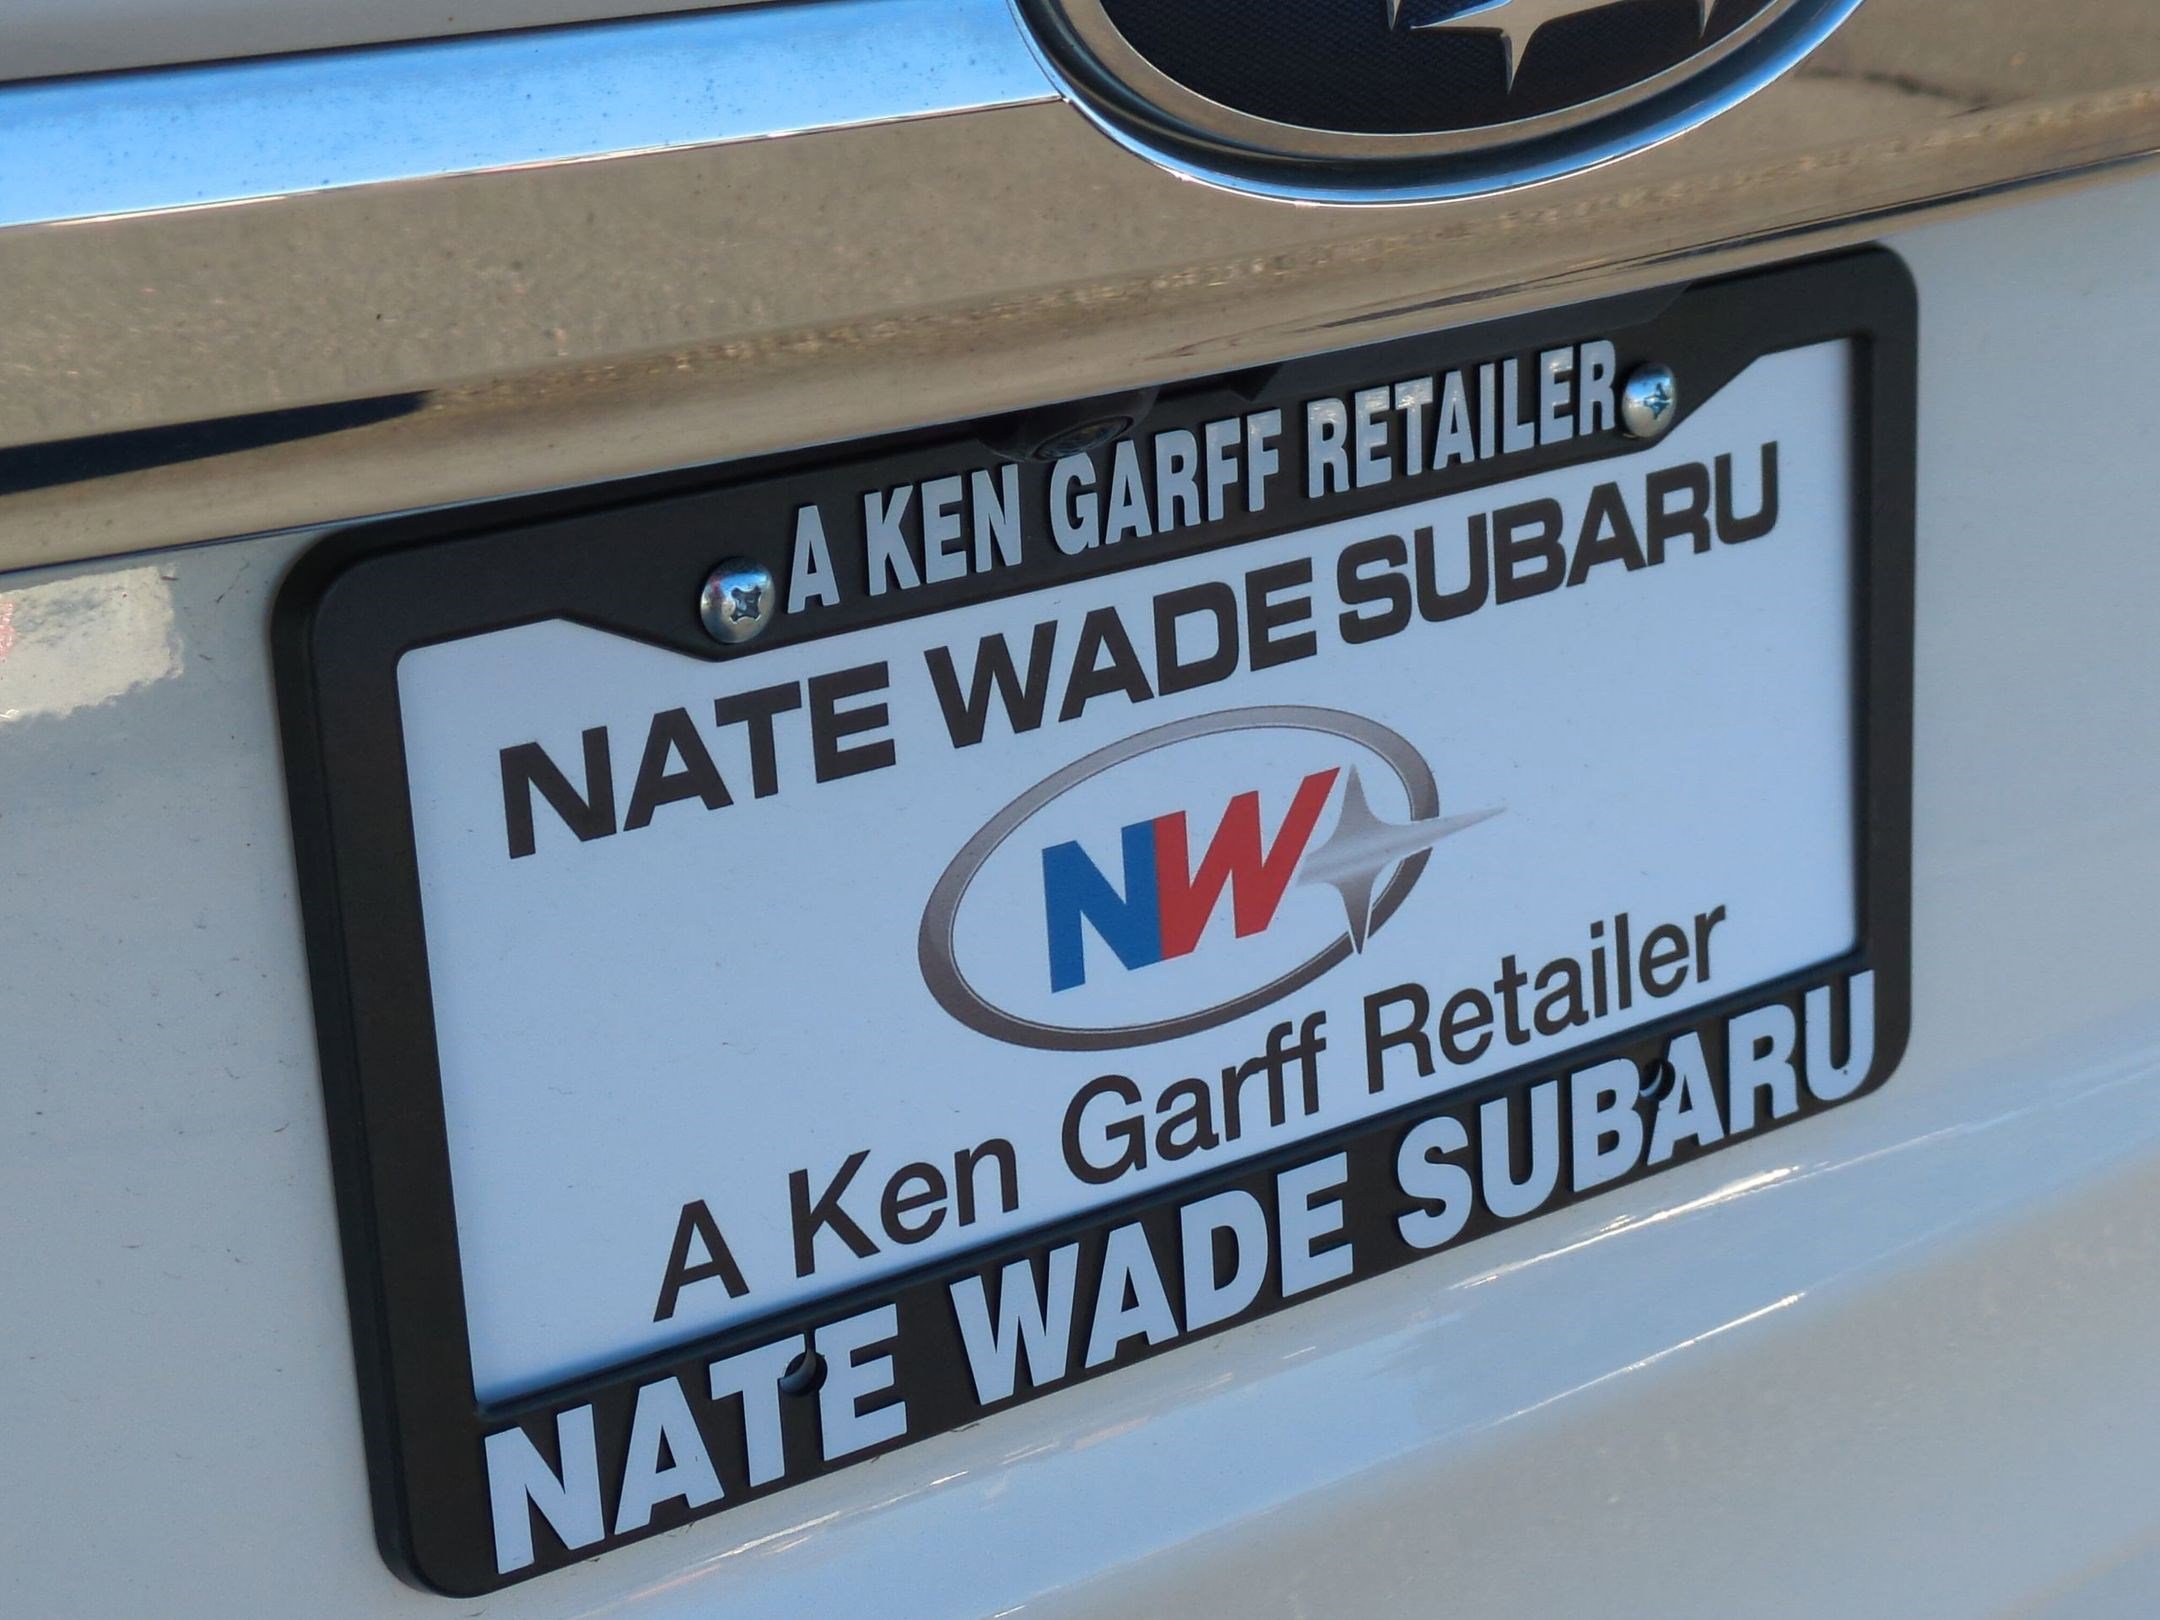 A KEN GARFF RETAILER
NATE WADE SUBARU
NW
A Ken Garff Retailer
NATE WADE SUBARU